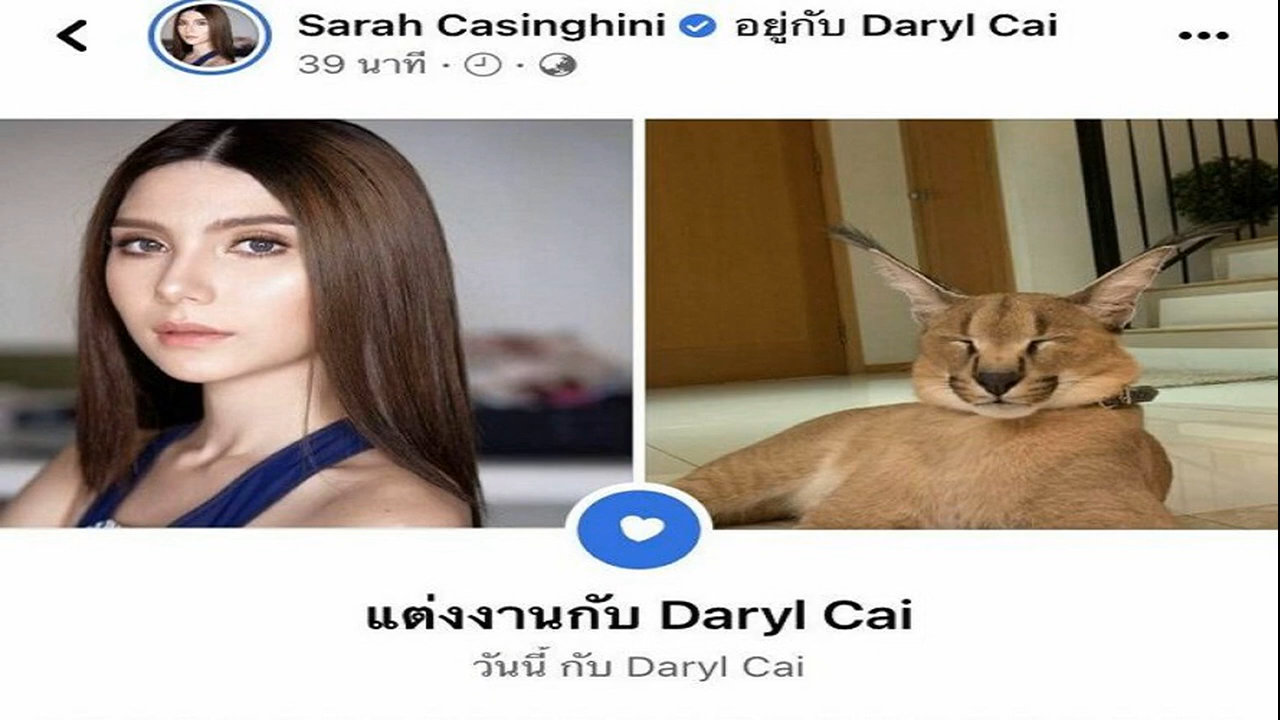 Sarah Casinghini อยู่กับ Daryl Cai
39 นาที · ·
แต่งงานกับ Daryl Cai
วันนี้ กับ Daryl Cai